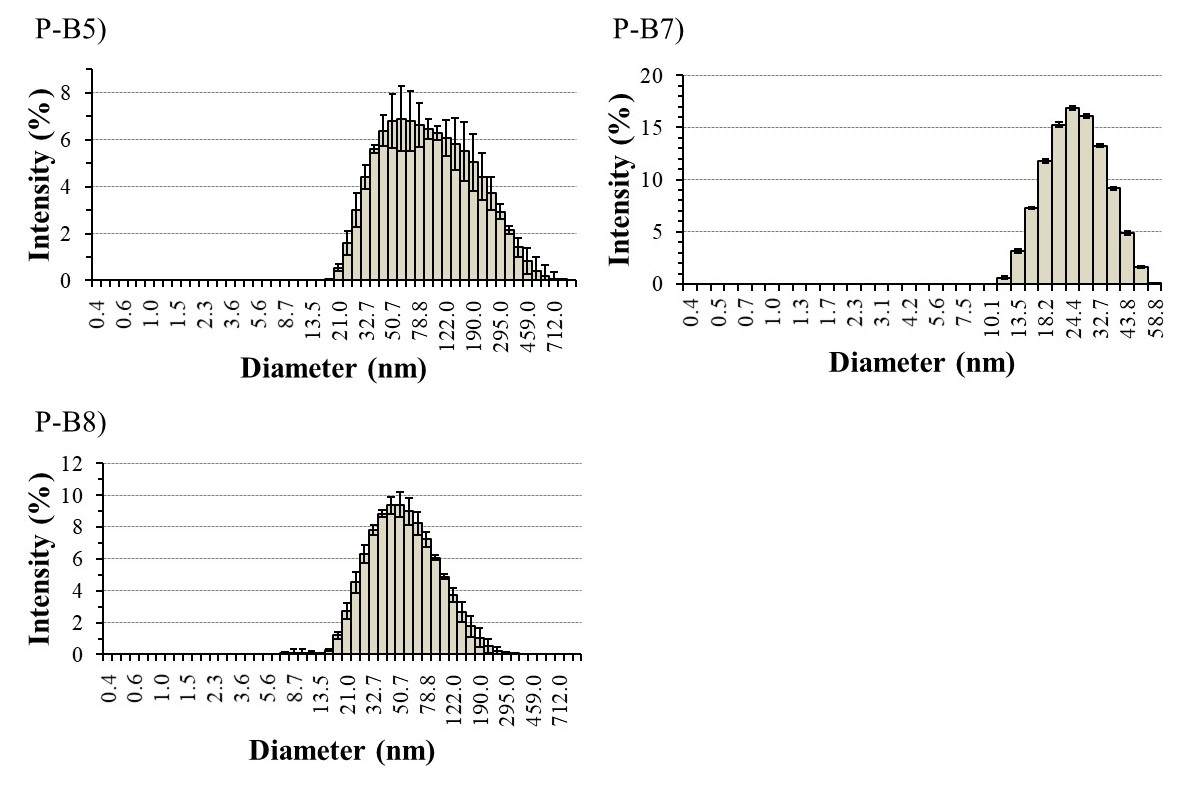 P-B5)
Intensity (%)
8
6
4
2
0
0.4 0.6 1.0 1.5 2.3 3.6 5.6 8.7 13.5 21.0 32.7 50.7 78.8 122.0 190.0 295.0 459.0 712.0
Diameter (nm)
P-B7)
Intensity (%)
20
15
10
5
0
0.4 0.5 0.7 1.0 1.3 1.7 2.3 3.1 4.2 5.6 7.5 10.1 13.5 18.2 24.4 32.7 43.8 58.8
Diameter (nm)
P-B8)
Intensity (%)
12
10
8
6
4
2
0
0.4 0.6 1.0 1.5 2.3 3.6 5.6 8.7 13.5 21.0 32.7 50.7 78.8 122.0 190.0 295.0 459.0 712.0
Diameter (nm)